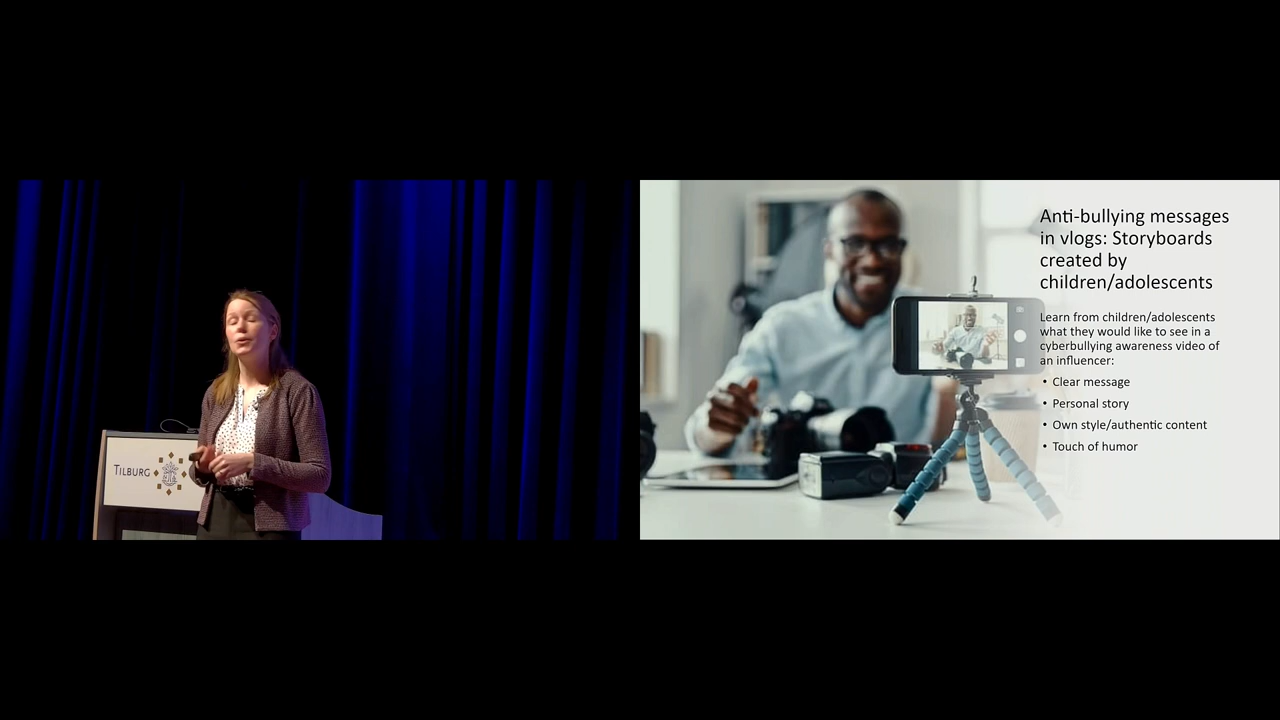 TILBURG
Anti-bullying messages
in vlogs: Storyboards
created by
children/adolescents
Learn from children/adolescents
what they would like to see in a
cyberbullying awareness video of
an influencer:
• Clear message
• Personal story
• Own style/authentic content
• Touch of humor